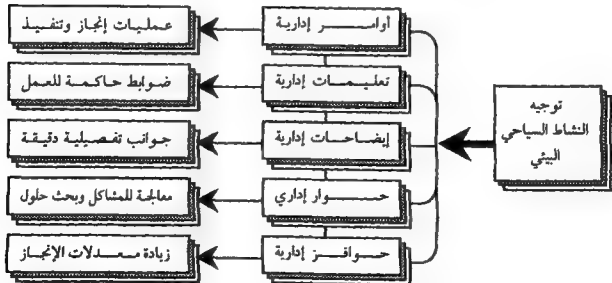 توجيه
النشاط السياحي
البيئي
أوامر إدارية
عمليات إنجاز وتنفيذ
تعليمات إدارية
ضوابط حاكمة للعمل
إيضاحات إدارية
جوانب تفصيلية دقيقة
حوار إداري
معالجة للمشاكل وبحث حلول
حوافز إدارية
زيادة معدلات الإنجاز